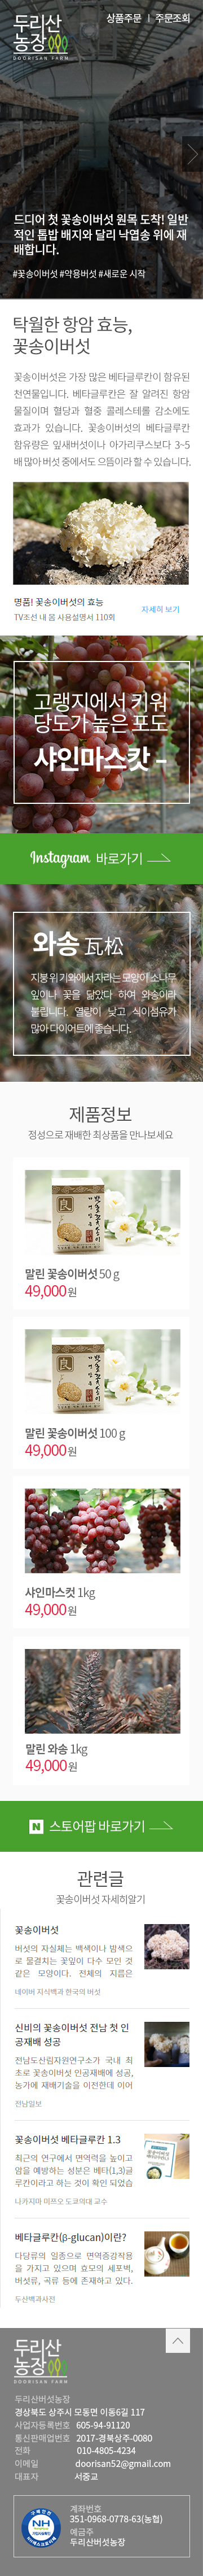 두리산
농장
DOORISAN FARM
상품주문 | 주문조회
드디어 첫 꽃송이버섯 원목 도착! 일반
적인 톱밥 배지와 달리 낙엽송 위에 재
배합니다.
#꽃송이버섯 #약용버섯 #새로운 시작
탁월한 항암 효능,
꽃송이버섯
꽃송이버섯은 가장 많은 베타글루칸이 함유된
천연물입니다. 베타글루칸은 잘 알려진 항암
물질이며 혈당과 혈중 콜레스테롤 감소에도
효과가 있습니다. 꽃송이버섯의 베타글루칸
함유량은 잎새버섯이나 아가리쿠스보다 3~5
배 많아 버섯 중에서도 으뜸이라 할 수 있습니다.
명품! 꽃송이버섯의 효능
TV조선 내 몸 사용설명서 110회
자세히 보기
고랭지에서 키워
당도가 높은 포도
샤인마스캇 -
Instagram 바로가기
와송 瓦松
지붕 위 기와에서 자라는 모양이 소나무
잎이나 꽃을 닮았다 하여 와송이라
불립니다. 열량이 낮고 식이섬유가
많아 다이어트에 좋습니다.
제품정보
정성으로 재배한 최상품을 만나보세요
말린 꽃송이버섯 50 g
49,000원
말린 꽃송이버섯 100 g
49,000원
샤인마스컷 1kg
49,000원
말린 와송 1kg
49,000원
N 스토어팜 바로가기
관련글
꽃송이버섯 자세히알기
꽃송이버섯
버섯의 자실체는 백색이나 담색으
로 물결치는 꽃잎이 다수 모인 것
같은 모양이다. 전체의 지름은
네이버 지식백과 한국의 버섯
신비의 꽃송이버섯 전남 첫 인
공재배 성공
전남도산림자원연구소가 국내 최
초로 꽃송이버섯 인공재배에 성공,
농가에 재배기술을 이전한데 이어
전남일보
꽃송이버섯 베타글루칸 1.3
최근의 연구에서 면역력을 높이고
암을 예방하는 성분은 베타(1,3)글
루칸이라고 하는 것이 확인 되었습
나카지마 미쯔오 도쿄의대 교수
베타글루칸(β-glucan)이란?
다당류의 일종으로 면역증강작용
을 가지고 있으며 효모의 세포벽,
버섯류, 곡류 등에 존재하고 있다.
두산백과사전
두리산
농장
DOORISAN FARM
두리산버섯농장
경상북도 상주시 모동면 이동6길 117
사업자등록번호 605-94-91120
통신판매업번호 2017-경북상주-0080
전화 010-4805-4234
이메일 doorisan52@gmail.com
대표자 서중교
NH
계좌번호
351-0968-0778-63(농협)
예금주
두리산버섯농장